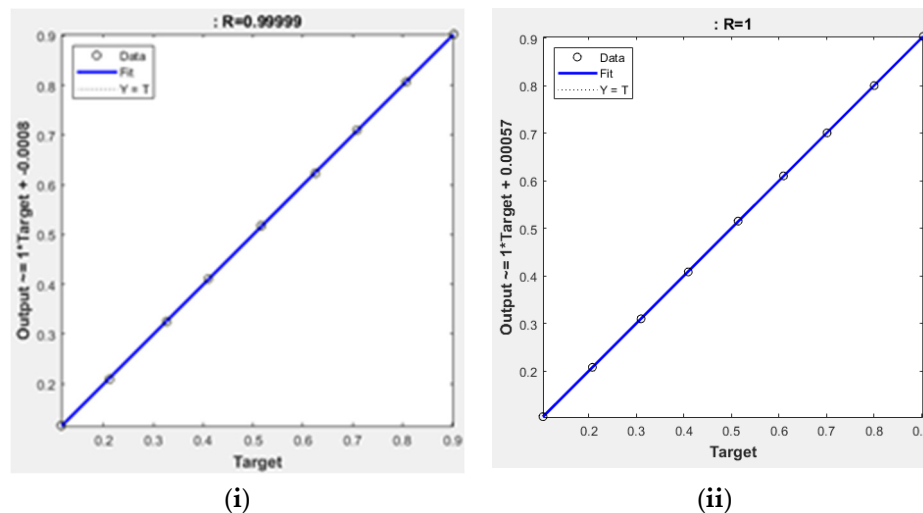 : R=0.99999
Output ~= 1*Target + -0.0008
0.9
0.8
0.7
0.6
0.5
0.4
0.3
0.2
Data
Fit
Y = T
0.2 0.3 0.4 0.5 0.6 0.7 0.8 0.9
Target
(i)
: R=1
Output ~= 1*Target + 0.00057
0.9
0.8
0.7
0.6
0.5
0.4
0.3
0.2
Data
Fit
Y = T
0.2 0.3 0.4 0.5 0.6 0.7 0.8
Target
(ii)